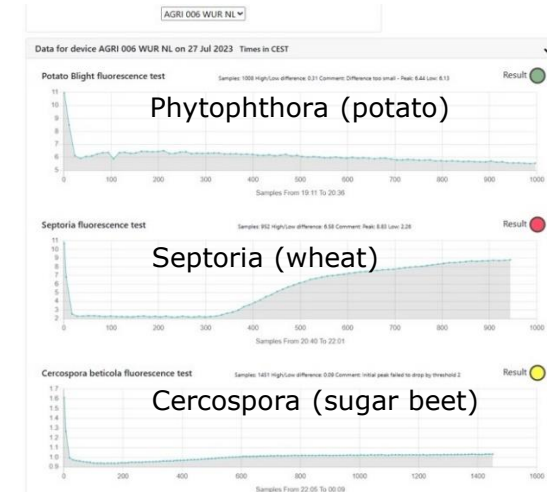 AGRI 006 WUR NL
Data for device AGRI 006 WUR NL on 27 Jul 2023 Times in CEST
Potato Blight fluorescence test Samples: 1008 High/Low difference: 0.31 Comment: Difference too small - Peak: 6.44 Low: 6.13 Result
Phytophthora (potato)
11
10
9
8
7
6
5
0 100 200 300 400 500 600 700 800 900 1000
Samples From 19:11 To 20:36
Septoria fluorescence test Samples: 952 High/Low difference: 6.58 Comment: Peak: 8.83 Low: 2.26 Result
Septoria (wheat)
11
10
9
8
7
6
5
4
3
2
0 100 200 300 400 500 600 700 800 900 1000
Samples From 20:40 To 22:01
Cercospora beticola fluorescence test Samples: 1451 High/Low difference: 0.09 Comment: Initial peak failed to drop by threshold 2 Result
Cercospora (sugar beet)
1.7
1.6
1.5
1.4
1.3
1.2
1.1
1.0
0.9
0 200 400 600 800 1000 1200 1400 1600
Samples From 22:05 To 00:09